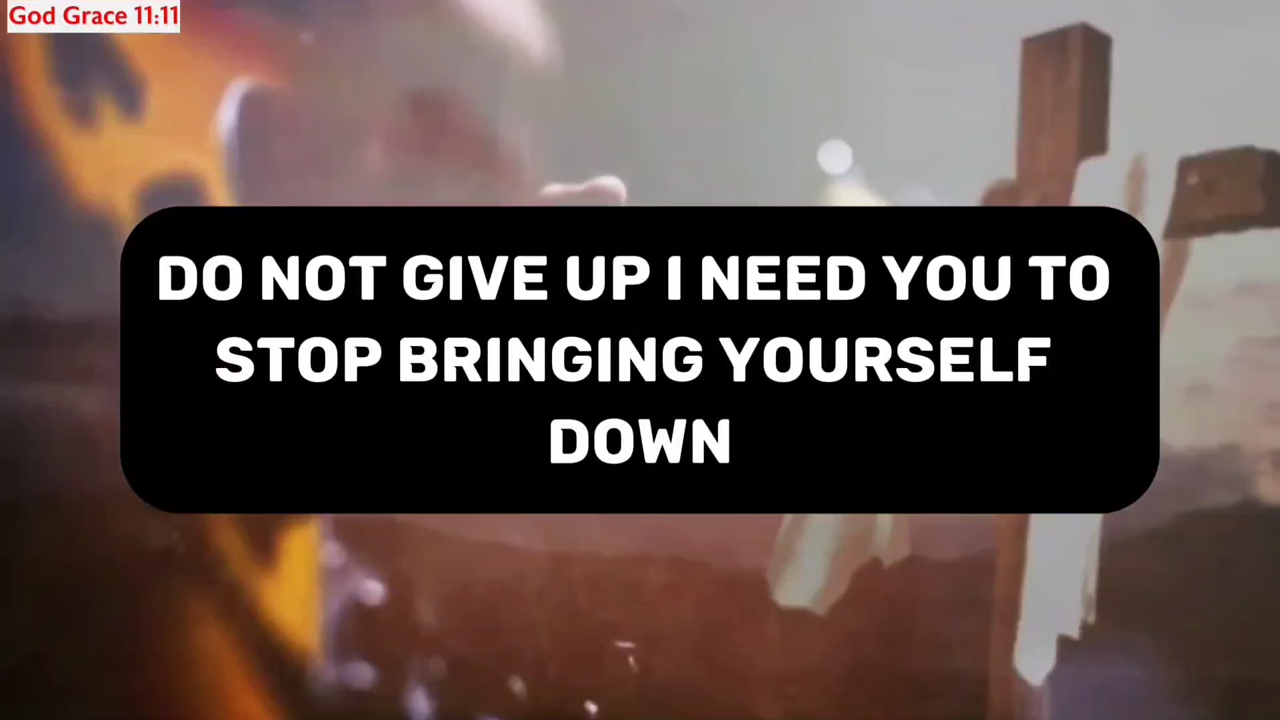 God Grace 11:11
DO NOT GIVE UP I NEED YOU TO
STOP BRINGING YOURSELF
DOWN